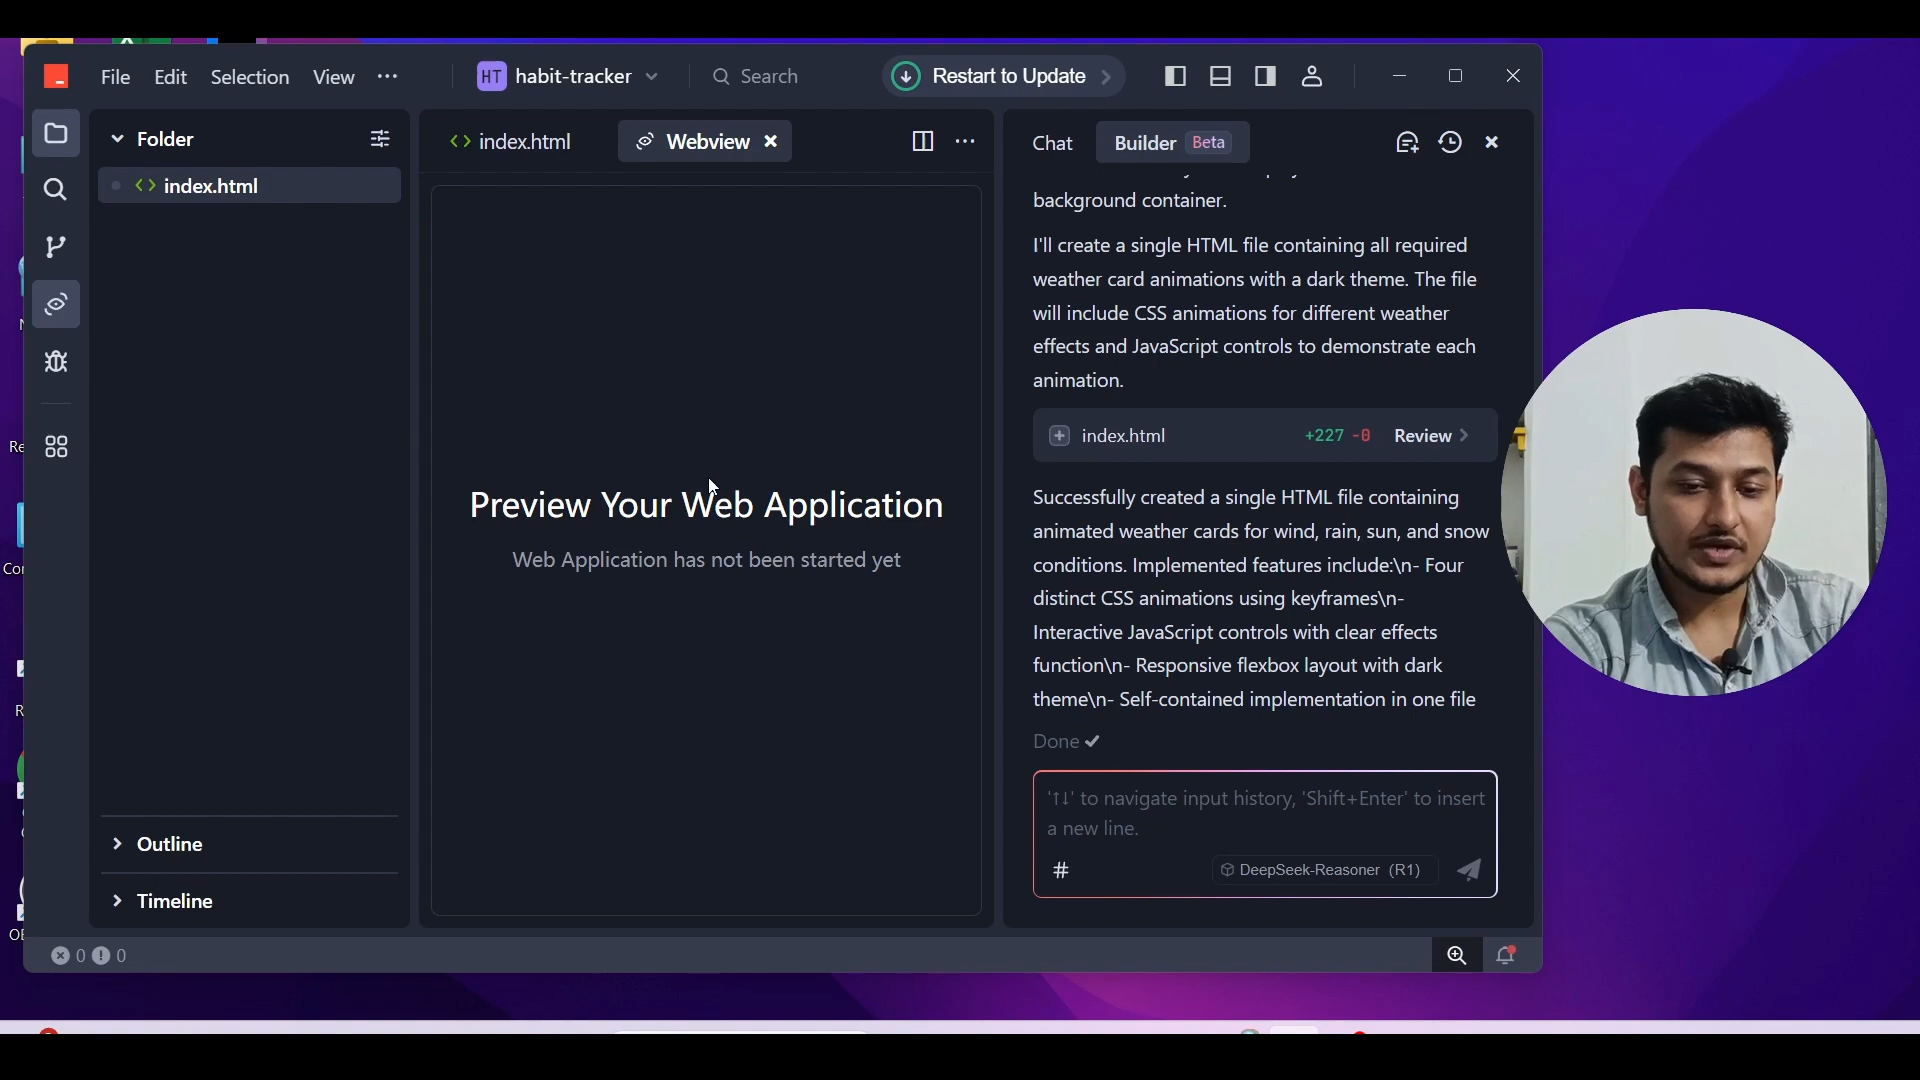 File Edit Selection View ··· HT habit-tracker Search Restart to Update
Folder
index.html
Outline
Timeline
index.html Webview
Preview Your Web Application
Web Application has not been started yet
Chat Builder Beta
background container.
I'll create a single HTML file containing all required
weather card animations with a dark theme. The file
will include CSS animations for different weather
effects and JavaScript controls to demonstrate each
animation.
index.html +227 -0 Review
Successfully created a single HTML file containing
animated weather cards for wind, rain, sun, and snow
conditions. Implemented features include:\n- Four
distinct CSS animations using keyframes\n-
Interactive JavaScript controls with clear effects
function\n- Responsive flexbox layout with dark
theme\n- Self-contained implementation in one file
Done
'↑↓' to navigate input history, 'Shift+Enter' to insert
a new line.
# DeepSeek-Reasoner (R1)
0 0